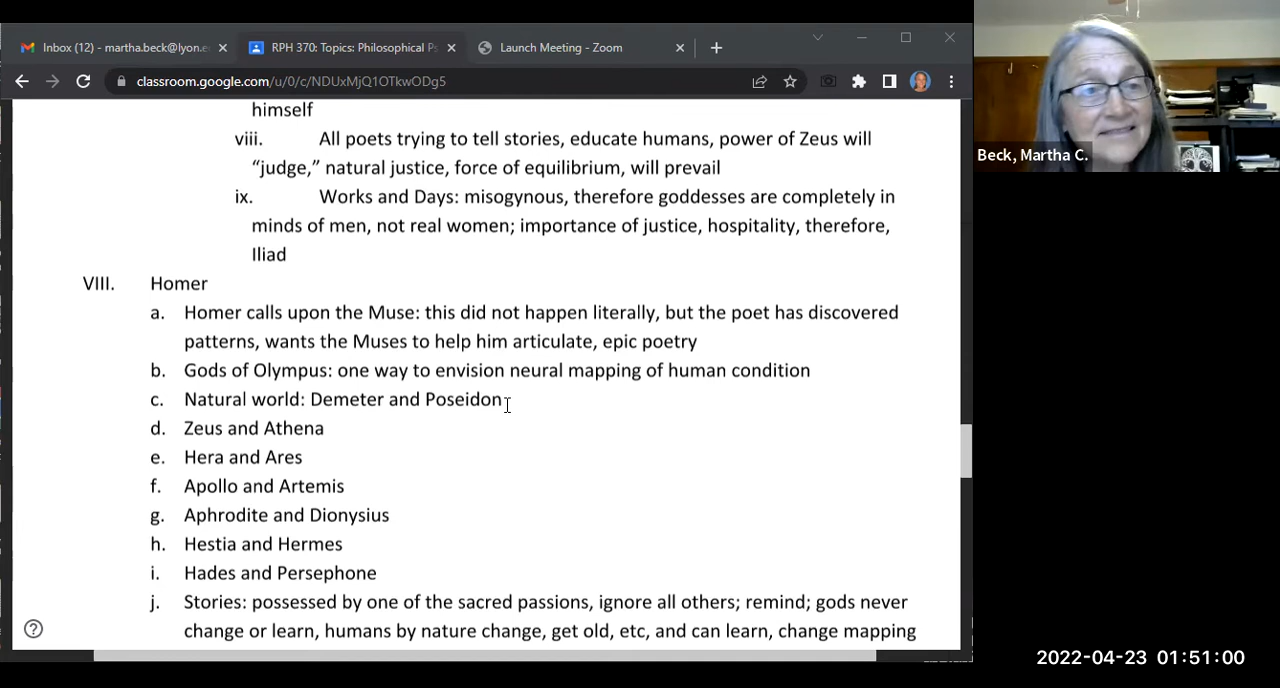 Inbox (12) - martha.beck@lyon.e
RPH 370: Topics: Philosophical Ps
Launch Meeting - Zoom
classroom.google.com/u/0/c/NDUxMjQ1OTkwODg5
himself
viii. All poets trying to tell stories, educate humans, power of Zeus will
“judge,” natural justice, force of equilibrium, will prevail
ix. Works and Days: misogynous, therefore goddesses are completely in
minds of men, not real women; importance of justice, hospitality, therefore,
Iliad
VIII. Homer
a. Homer calls upon the Muse: this did not happen literally, but the poet has discovered
patterns, wants the Muses to help him articulate, epic poetry
b. Gods of Olympus: one way to envision neural mapping of human condition
c. Natural world: Demeter and Poseidon
d. Zeus and Athena
e. Hera and Ares
f. Apollo and Artemis
g. Aphrodite and Dionysius
h. Hestia and Hermes
i. Hades and Persephone
j. Stories: possessed by one of the sacred passions, ignore all others; remind; gods never
change or learn, humans by nature change, get old, etc, and can learn, change mapping
Beck, Martha C.
2022-04-23 01:51:00